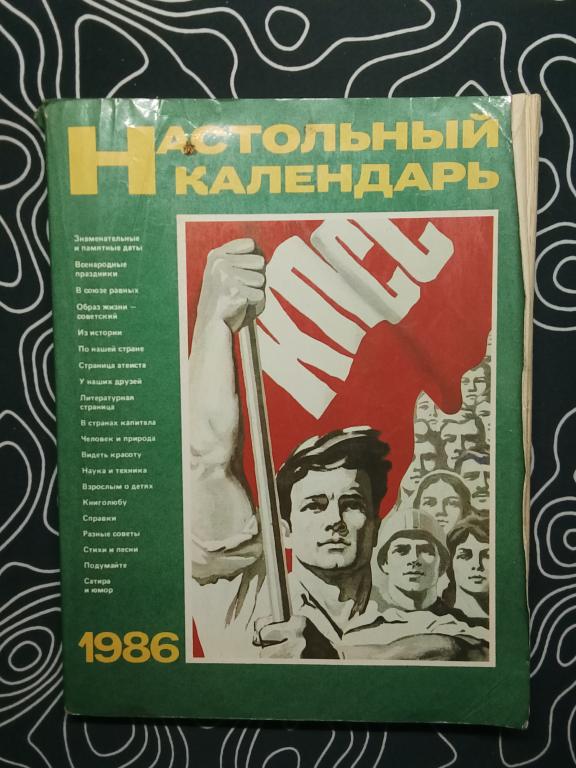 НАСТОЛЬНЫЙ
КАЛЕНДАРЬ
Знаменательные
и памятные даты
Всенародные
праздники
В союзе равных
Образ жизни —
советский
Из истории
По нашей стране
Страница атеиста
У наших друзей
Литературная
страница
В странах капитала
Человек и природа
Видеть красоту
Наука и техника
Взрослым о детях
Книголюбу
Справки
Разные советы
Стихи и песни
Подумайте
Сатира
и юмор
КПСС
1986